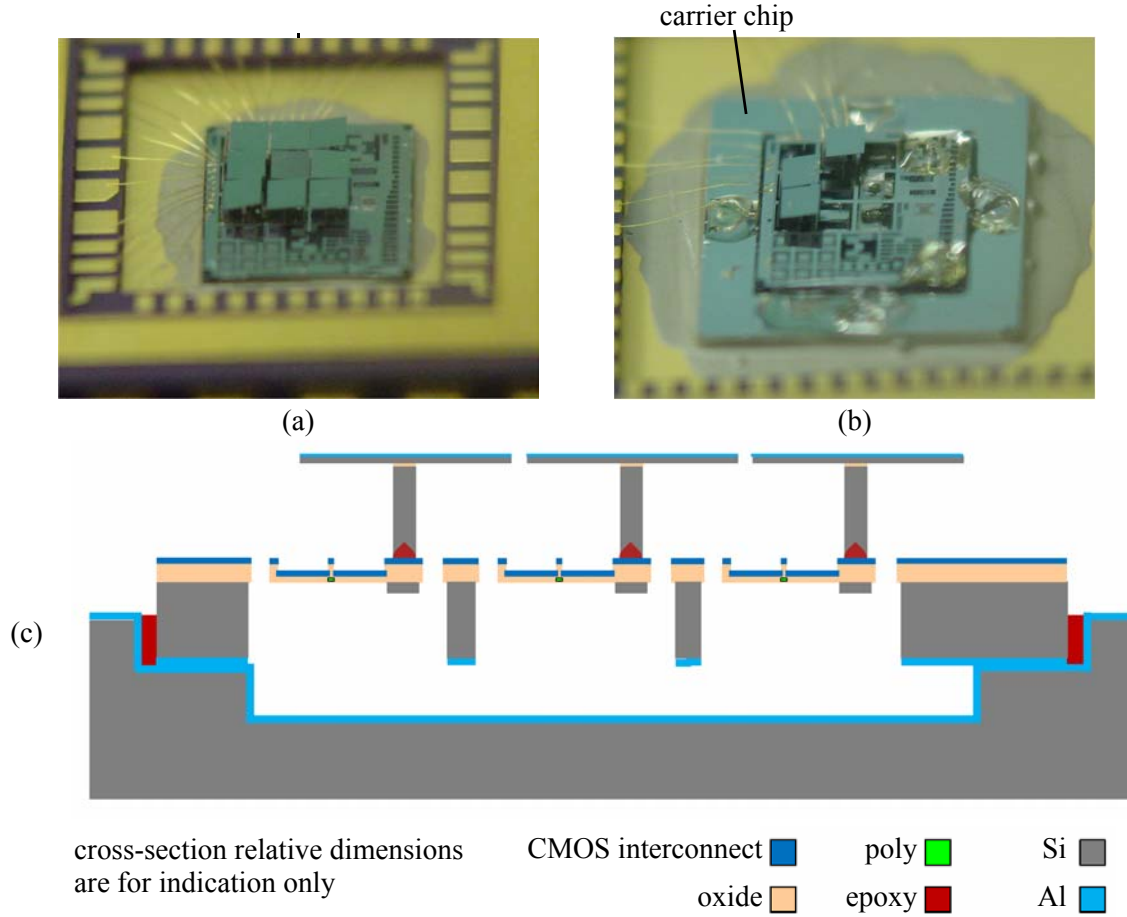 carrier chip
(a)
(b)
(c)
cross-section relative dimensions
are for indication only
CMOS interconnect
poly
Si
oxide
epoxy
Al